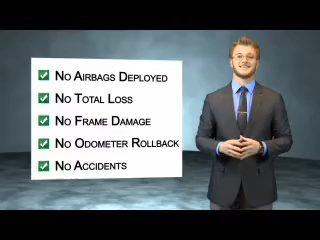 No Airbags Deployed
No Total Loss
No Frame Damage
No Odometer Rollback
No Accidents